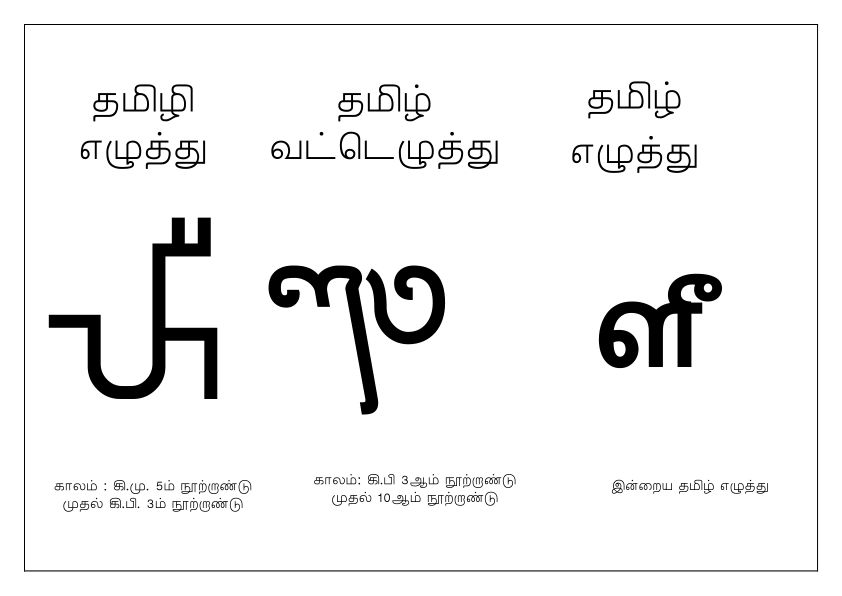 தமிழி
எழுத்து
தமிழ்
வட்டெழுத்து
தமிழ்
எழுத்து
ளீ
காலம் : கி.மு. 5ம் நூற்றாண்டு
முதல் கி.பி. 3ம் நூற்றாண்டு
காலம்: கி.பி 3ஆம் நூற்றாண்டு
முதல் 10ஆம் நூற்றாண்டு
இன்றைய தமிழ் எழுத்து